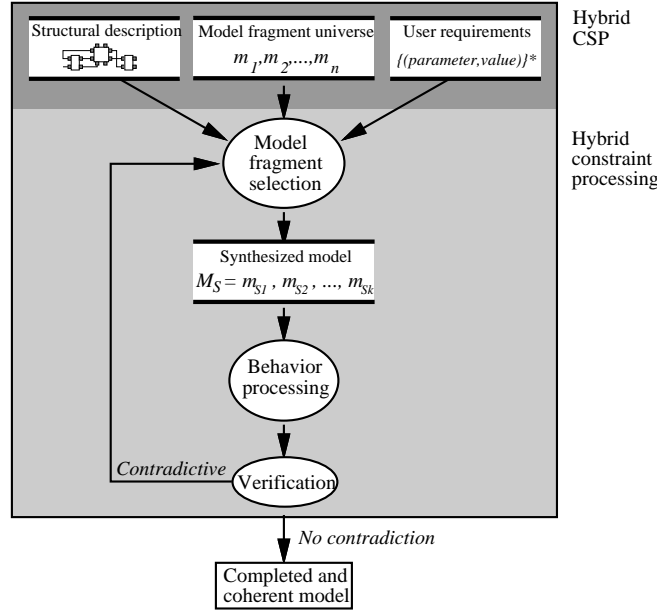 Structural description
Model fragment universe
m1,m2,...,mn
User requirements
{(parameter,value)}*
Hybrid
CSP
Hybrid
constraint
processing
Model
fragment
selection
Synthesized model
MS = mS1 , mS2 , ..., mSk
Behavior
processing
Contradictive
Verification
No contradiction
Completed and
coherent model